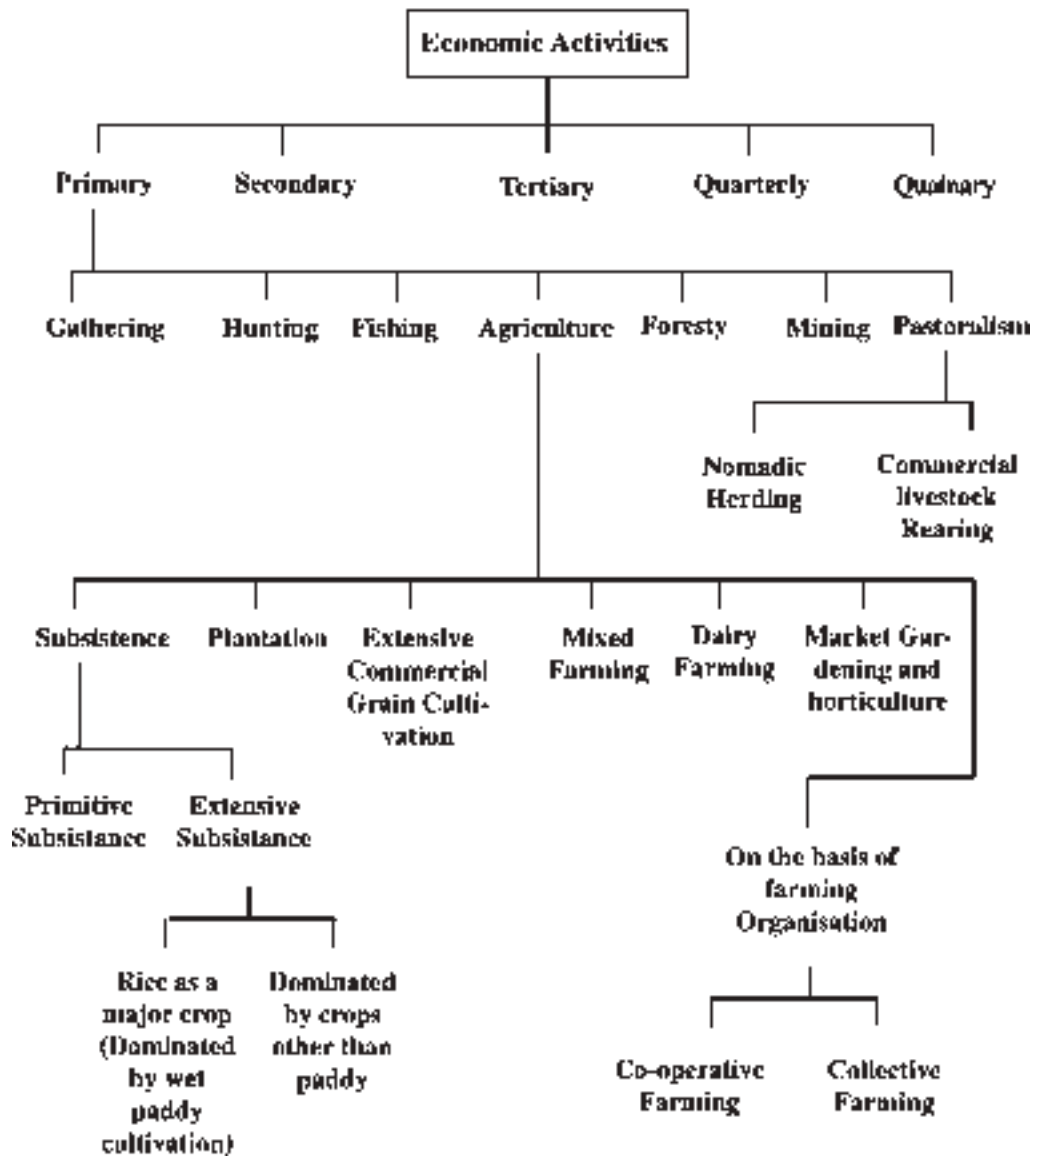 Economic Activities
Primary
Secondary
Tertiary
Quarterly
Quainary
Gathering
Hunting
Fishing
Agriculture
Foresty
Mining
Pastoralism
Nomadic
Herding
Commercial
livestock
Rearing
Subsistence
Plantation
Extensive
Commercial
Grain Culti-
vation
Mixed
Farming
Dairy
Farming
Market Gar-
dening and
horticulture
Primitive
Subsistance
Extensive
Subsistance
On the basis of
farming
Organisation
Rice as a
major crop
(Dominated
by wet
paddy
cultivation)
Dominated
by crops
other than
paddy
Co-operative
Farming
Collective
Farming